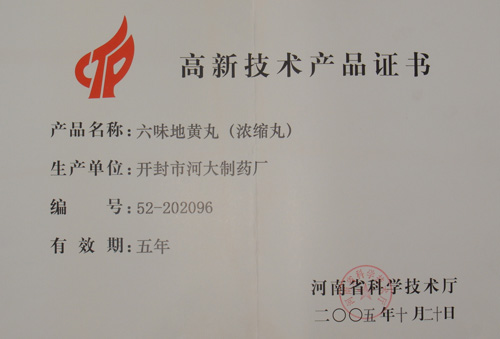 CTP
高新技术产品证书
产品名称：六味地黄丸（浓缩丸）
生产单位：开封市河大制药厂
编 号：52-202096
有 效 期：五年
河南省科学技术厅
二〇〇五年十月二十日